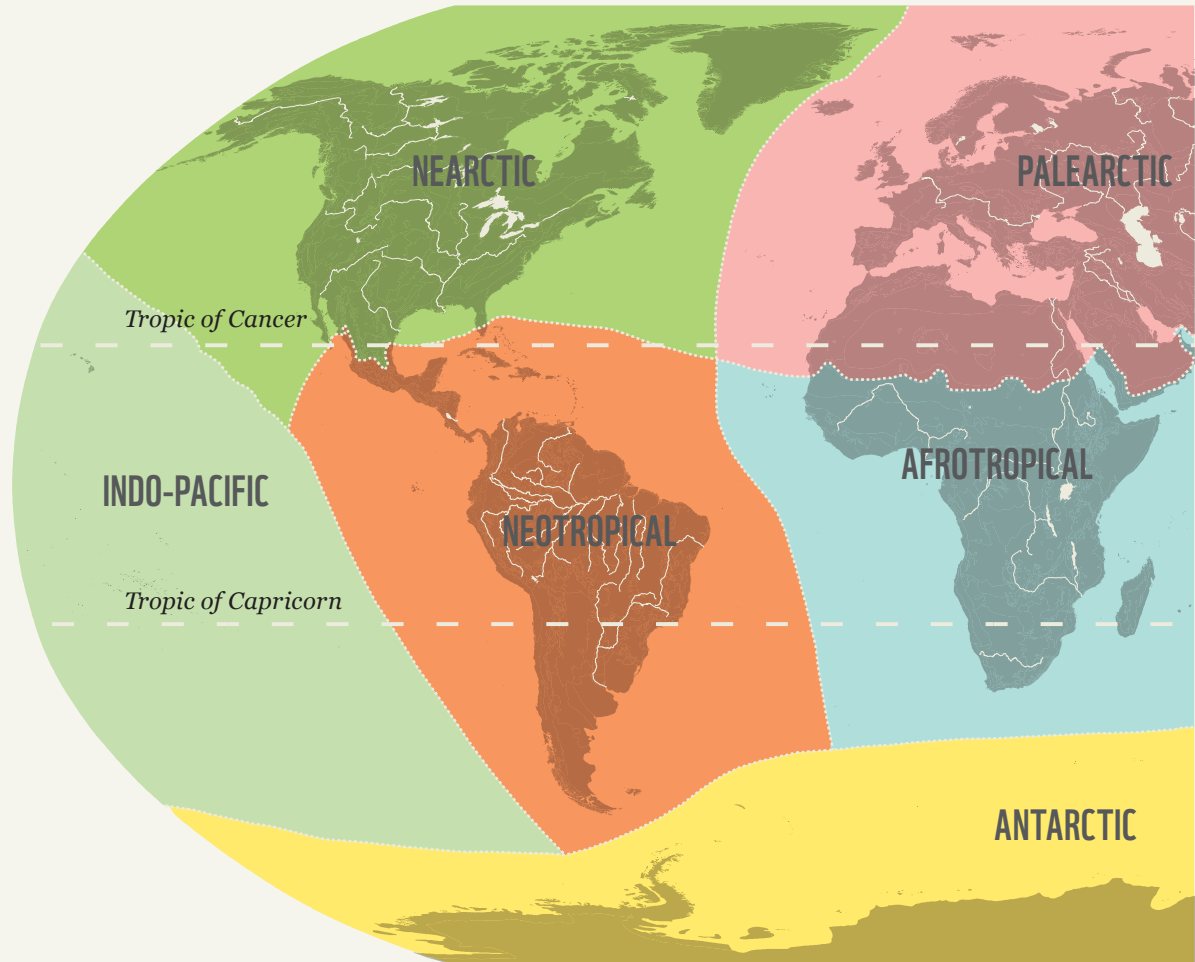 NEARCTIC
PALEARCTIC
Tropic of Cancer
AFROTROPICAL
INDO-PACIFIC
NEOTROPICAL
Tropic of Capricorn
ANTARCTIC